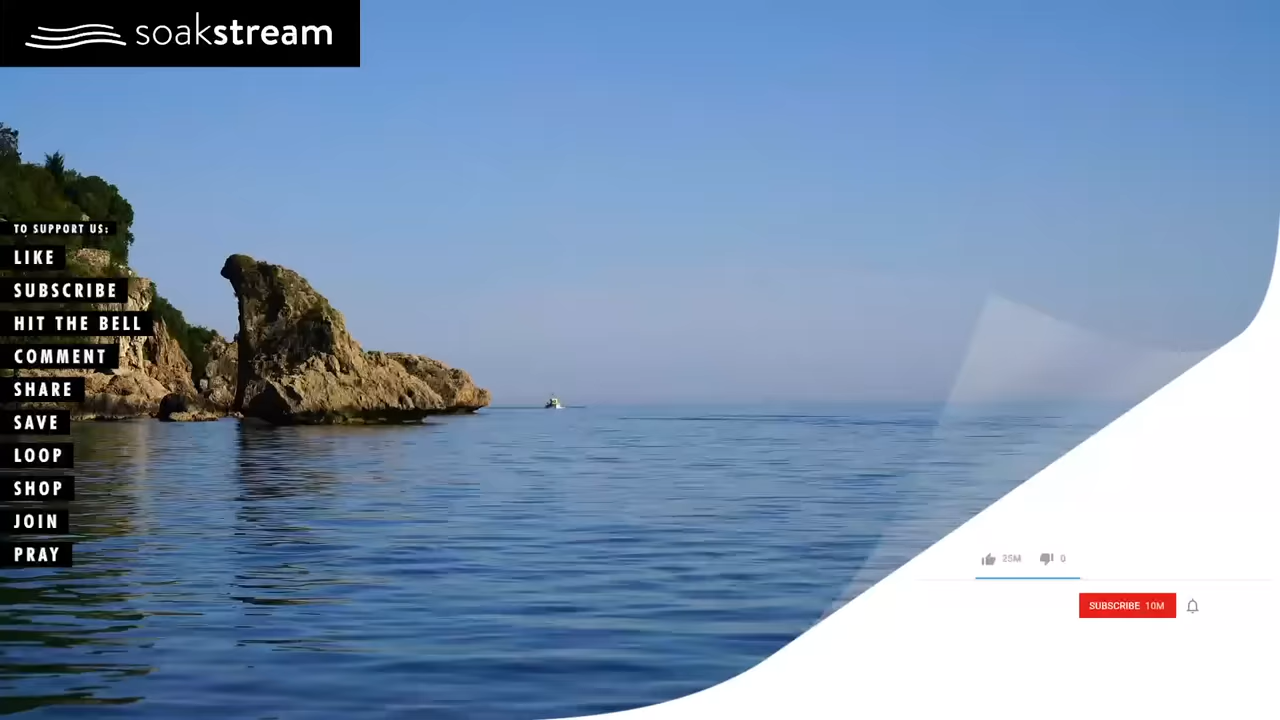 soakstream
TO SUPPORT US:
LIKE
SUBSCRIBE
HIT THE BELL
COMMENT
SHARE
SAVE
LOOP
SHOP
JOIN
PRAY
25M 0
SUBSCRIBE 10M